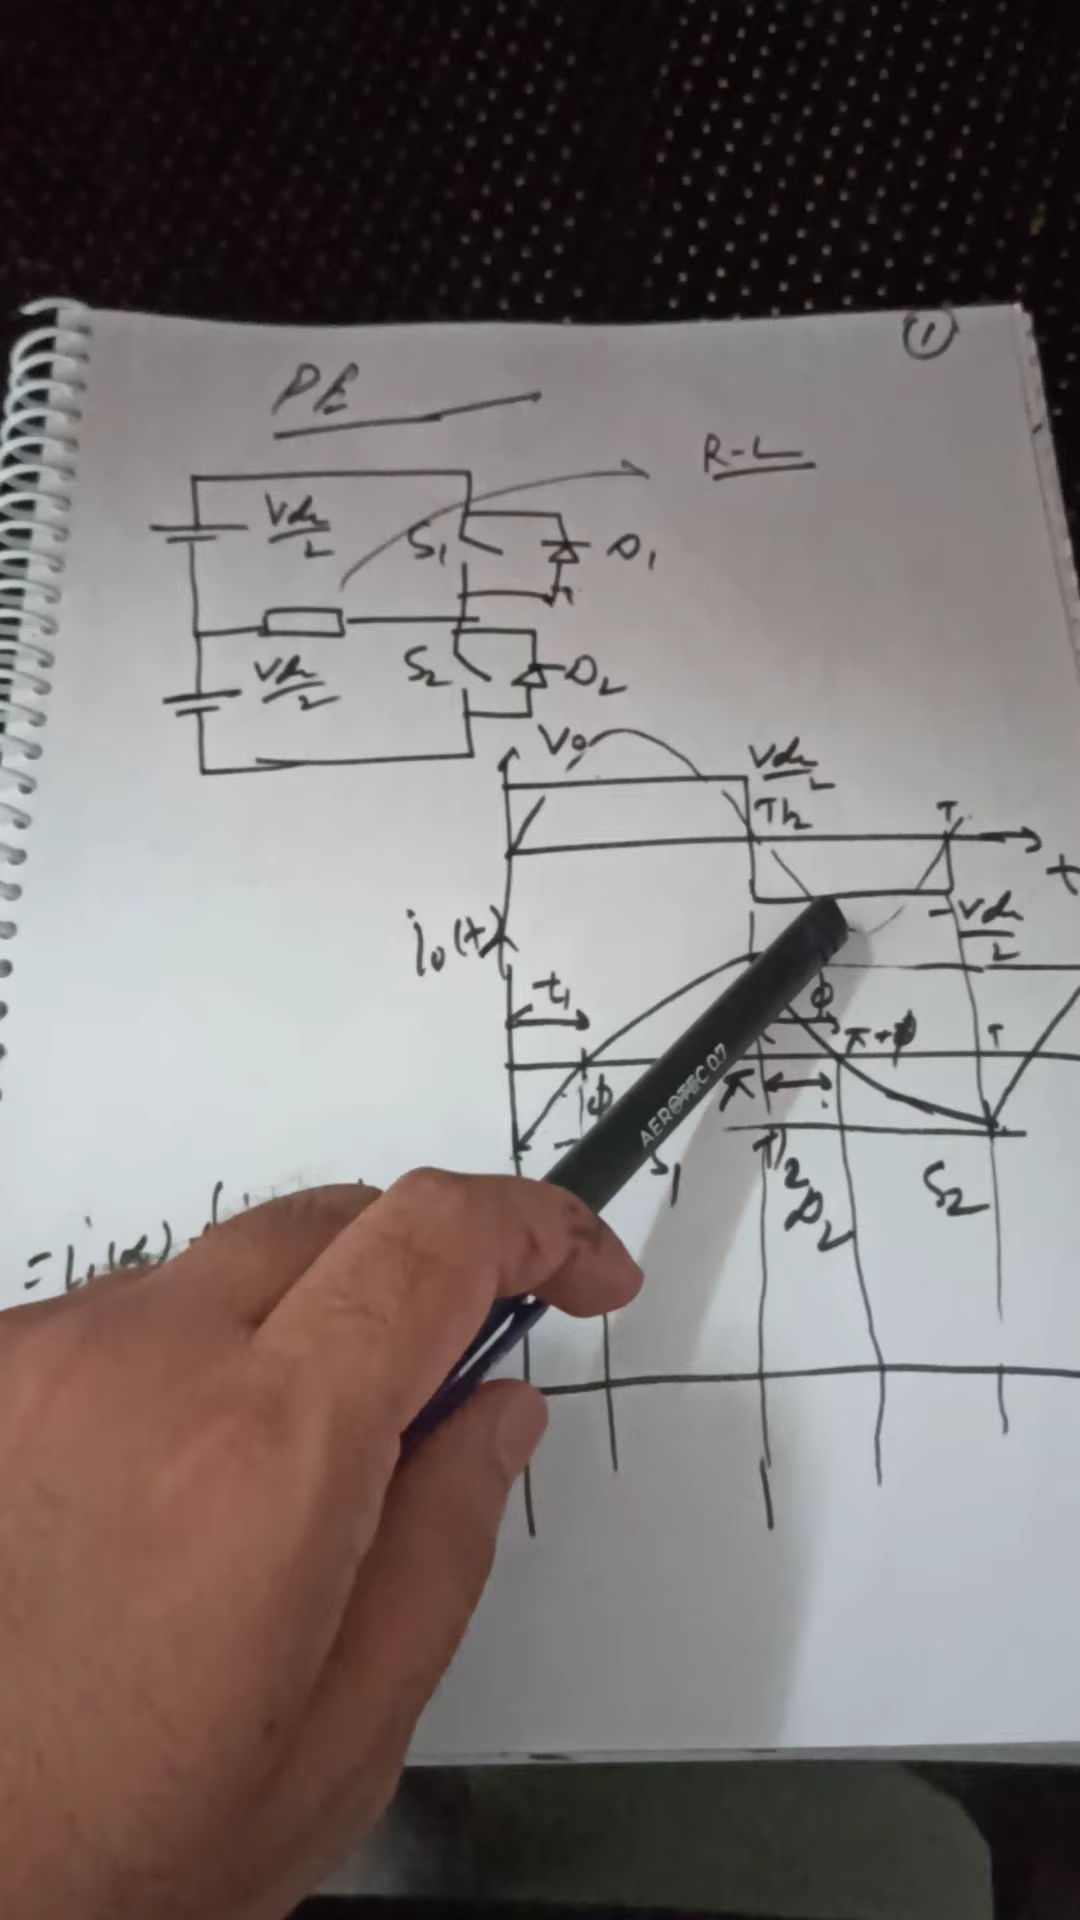 ①
PE
R-L
Vdc/2
S1
D1
S2
D2
Vdc/2
Vo
Vdc/2
T/2
T
t
-Vdc/2
io(t)
t1
ϕ
π+ϕ
T
ϕ
π
AEROTEC 0.7
S1
T/2
D2
S2